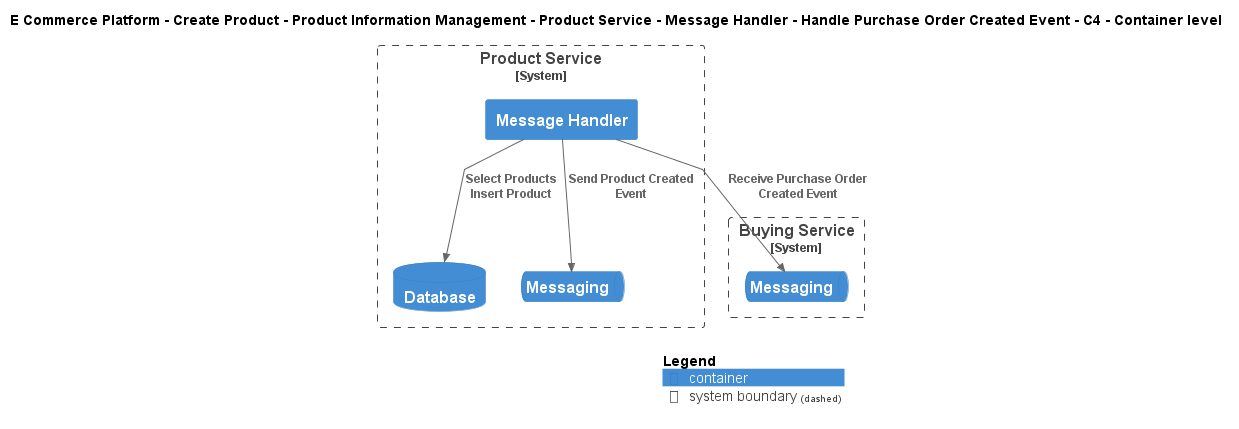 E Commerce Platform - Create Product - Product Information Management - Product Service - Message Handler - Handle Purchase Order Created Event - C4 - Container level
Product Service
[System]
Message Handler
Select Products
Insert Product
Send Product Created
Event
Receive Purchase Order
Created Event
Buying Service
[System]
Database
Messaging
Messaging
Legend
container
system boundary (dashed)